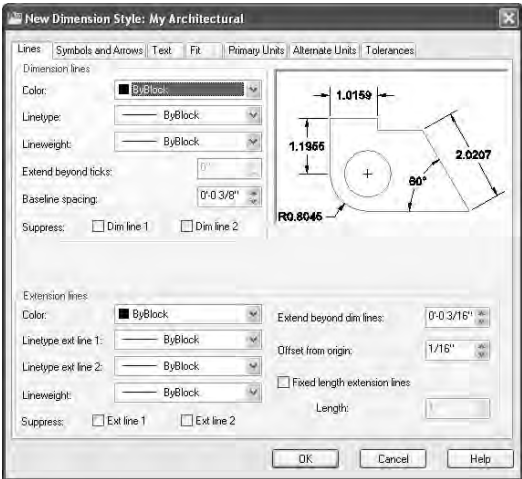 New Dimension Style: My Architectural
Lines Symbols and Arrows Text Fit Primary Units Alternate Units Tolerances
Dimension lines
Color: ByBlock
Linetype: ByBlock
Lineweight: ByBlock
Extend beyond ticks: 0"
Baseline spacing: 0'-0 3/8"
Suppress: Dim line 1 Dim line 2
1.0159
1.1955
2.0207
60°
R0.8045
Extension lines
Color: ByBlock
Linetype ext line 1: ByBlock
Linetype ext line 2: ByBlock
Lineweight: ByBlock
Suppress: Ext line 1 Ext line 2
Extend beyond dim lines: 0'-0 3/16"
Offset from origin: 1/16"
Fixed length extension lines
Length: 1
OK Cancel Help